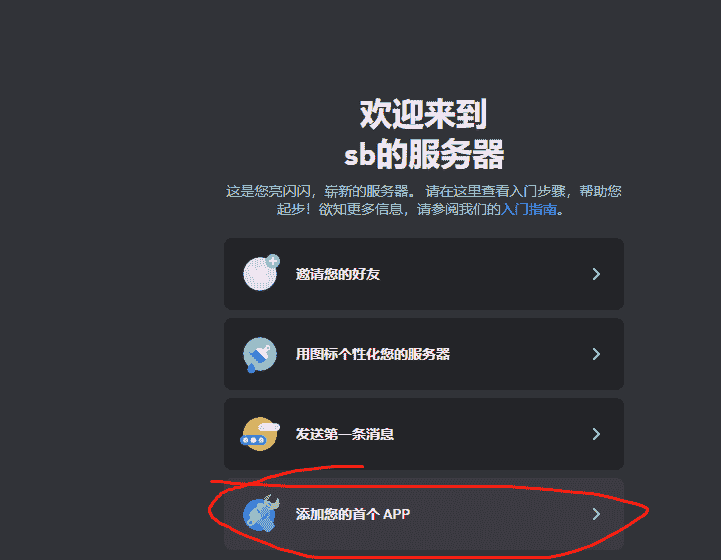 欢迎来到
sb的服务器
这是您亮闪闪，崭新的服务器。 请在这里查看入门步骤，帮助您
起步！欲知更多信息，请参阅我们的入门指南。
邀请您的好友
用图标个性化您的服务器
发送第一条消息
添加您的首个 APP